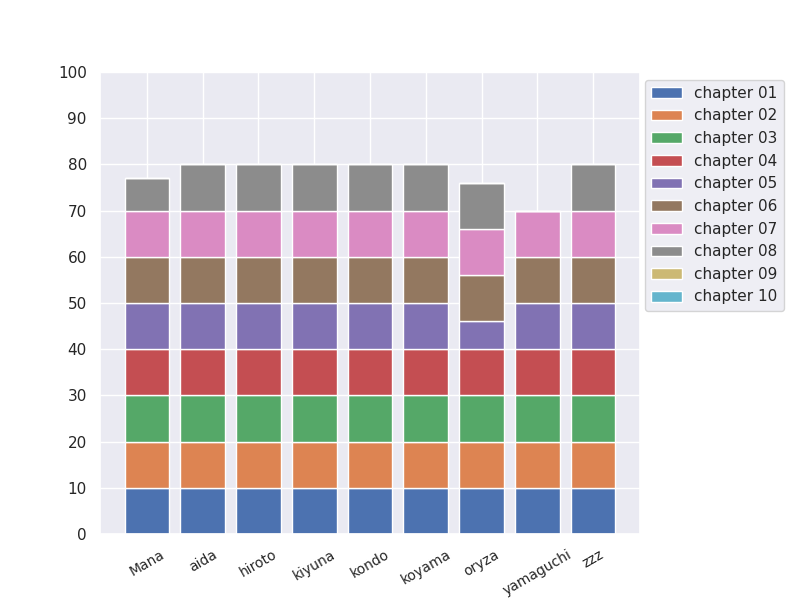 100
90
80
70
60
50
40
30
20
10
0
Mana
aida
hiroto
kiyuna
kondo
koyama
oryza
yamaguchi
zzz
chapter 01
chapter 02
chapter 03
chapter 04
chapter 05
chapter 06
chapter 07
chapter 08
chapter 09
chapter 10